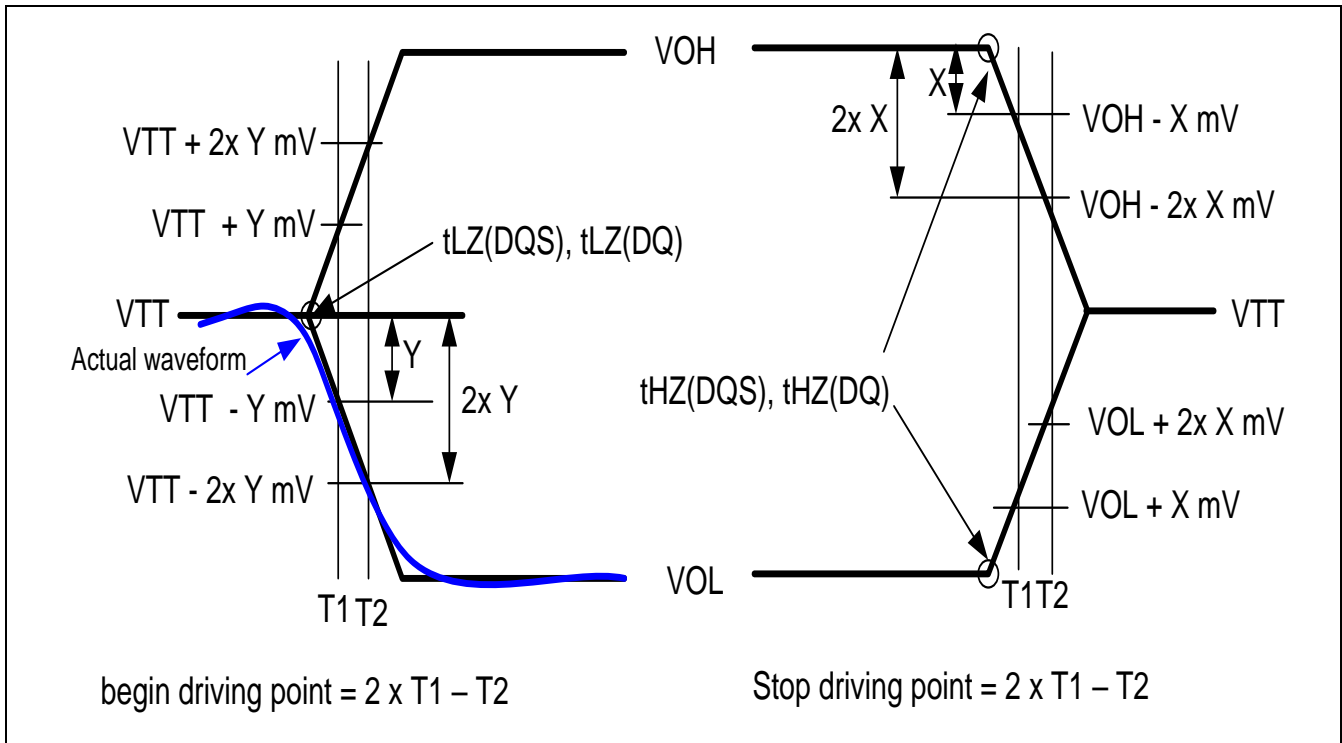 VOH
X
2x X
VTT + 2x Y mV
VOH - X mV
VTT + Y mV
VOH - 2x X mV
tLZ(DQS), tLZ(DQ)
VTT
VTT
Actual waveform
Y
2x Y
tHZ(DQS), tHZ(DQ)
VTT - Y mV
VOL + 2x X mV
VTT - 2x Y mV
VOL + X mV
VOL
T1 T2
T1 T2
begin driving point = 2 x T1 – T2
Stop driving point = 2 x T1 – T2